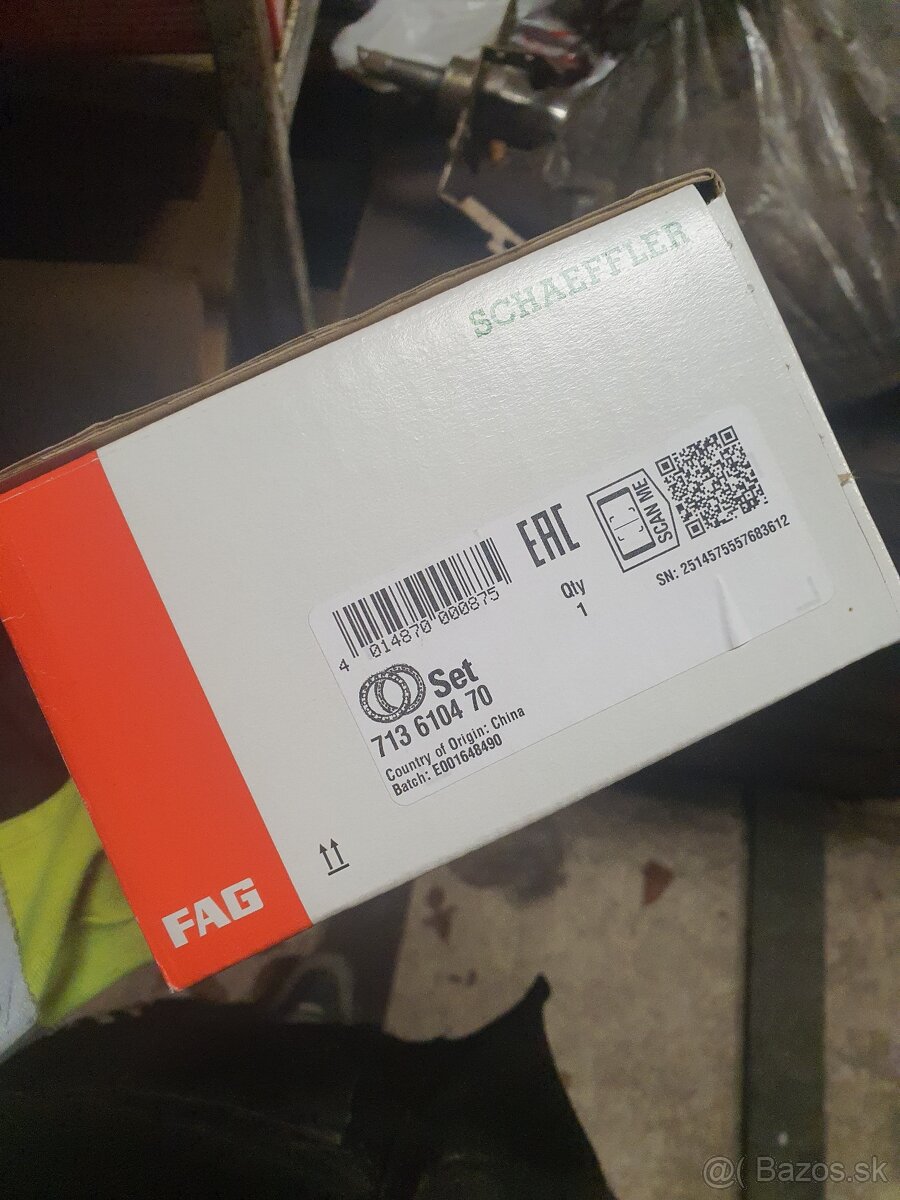 SCHAEFFLER
SCAN ME
EAC
SN: 2514575557683612
Qty
1
4 014870 000875
Set
713 6104 70
Country of Origin: China
Batch: E001648490
FAG
@( Bazos.sk